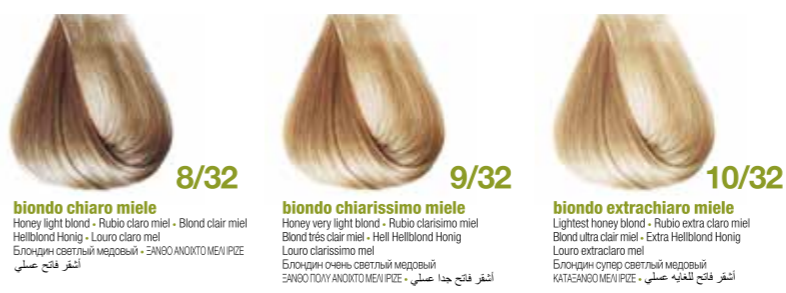 8/32
biondo chiaro miele
Honey light blond • Rubio claro miel • Blond clair miel
Hellblond Honig • Louro claro mel
Блондин светлый медовый • ΞΑΝΘΟ ΑΝΟΙΧΤΟ ΜΕΛΙ ΙΡΙΖΕ
أشقر فاتح عسلي
9/32
biondo chiarissimo miele
Honey very light blond • Rubio clarisimo miel
Blond trés clair miel • Hell Hellblond Honig
Louro clarissimo mel
Блондин очень светлый медовый
ΞΑΝΘΟ ΠΟΛΥ ΑΝΟΙΧΤΟ ΜΕΛΙ ΙΡΙΖΕ • أشقر فاتح جدا عسلي
10/32
biondo extrachiaro miele
Lightest honey blond • Rubio extra claro miel
Blond ultra clair miel • Extra Hellblond Honig
Louro extraclaro mel
Блондин супер светлый медовый
ΚΑΤΑΞΑΝΘΟ ΜΕΛΙ ΙΡΙΖΕ • أشقر فاتح للغايه عسلي